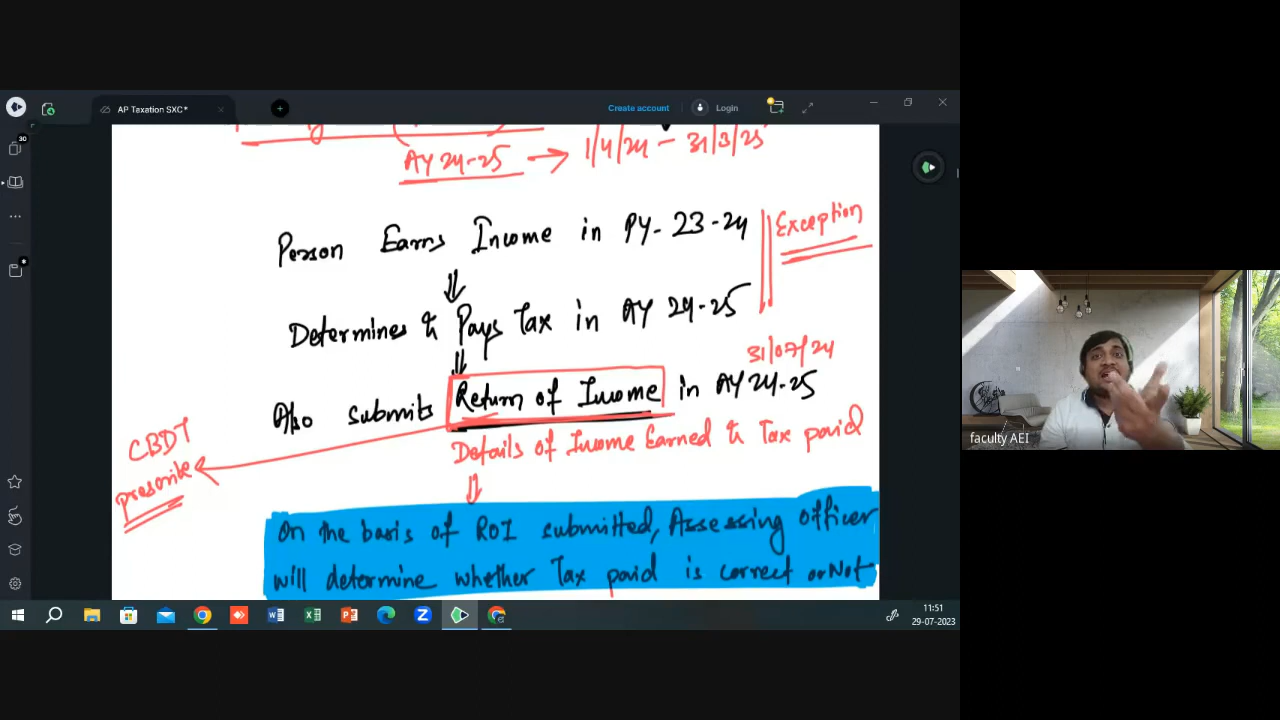 AP Taxation SXC*
Create account
Login
30
AY 24-25 → 1/4/24 - 31/3/25
Person Earns Income in PY- 23-24
Exception
⇓
Determines & Pays Tax in AY 24-25
⇓
31/07/24
Also submits Return of Income in AY 24-25
Details of Income Earned & Tax paid
CBDT
prescribe
⇓
On the basis of ROI submitted, Assessing Officer
will determine whether Tax paid is correct or Not
faculty AEI
11:51
29-07-2023